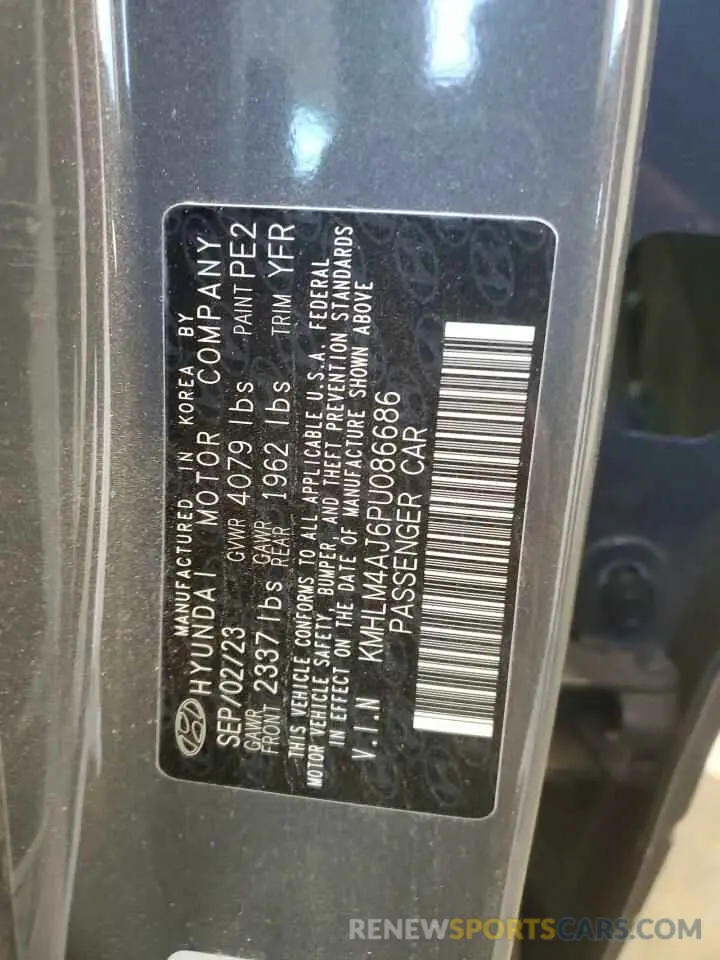 MANUFACTURED IN KOREA BY
HYUNDAI MOTOR COMPANY
SEP/02/23 GVWR 4079 lbs PAINT PE2
GAWR FRONT 2337 lbs GAWR REAR 1962 lbs TRIM YFR
THIS VEHICLE CONFORMS TO ALL APPLICABLE U.S.A. FEDERAL
MOTOR VEHICLE SAFETY, BUMPER, AND THEFT PREVENTION STANDARDS
IN EFFECT ON THE DATE OF MANUFACTURE SHOWN ABOVE
V.I.N KMHLM4AJ6PU086686
PASSENGER CAR
RENEWSPORTSCARS.COM